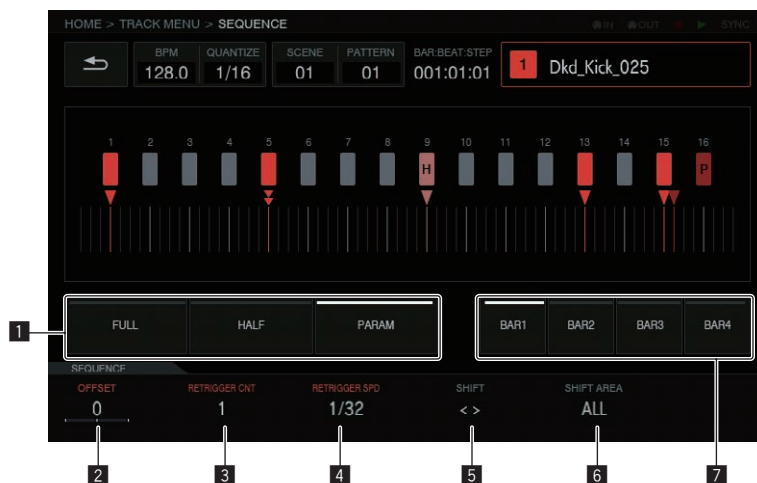 HOME > TRACK MENU > SEQUENCE IN OUT SYNC
BPM QUANTIZE SCENE PATTERN BAR:BEAT:STEP
128.0 1/16 01 01 001:01:01 1 Dkd_Kick_025
1 2 3 4 5 6 7 8 9 10 11 12 13 14 15 16
H P
1 FULL HALF PARAM BAR1 BAR2 BAR3 BAR4
SEQUENCE
OFFSET RETRIGGER CNT RETRIGGER SPD SHIFT SHIFT AREA
0 1 1/32 < > ALL
2 3 4 5 6 7